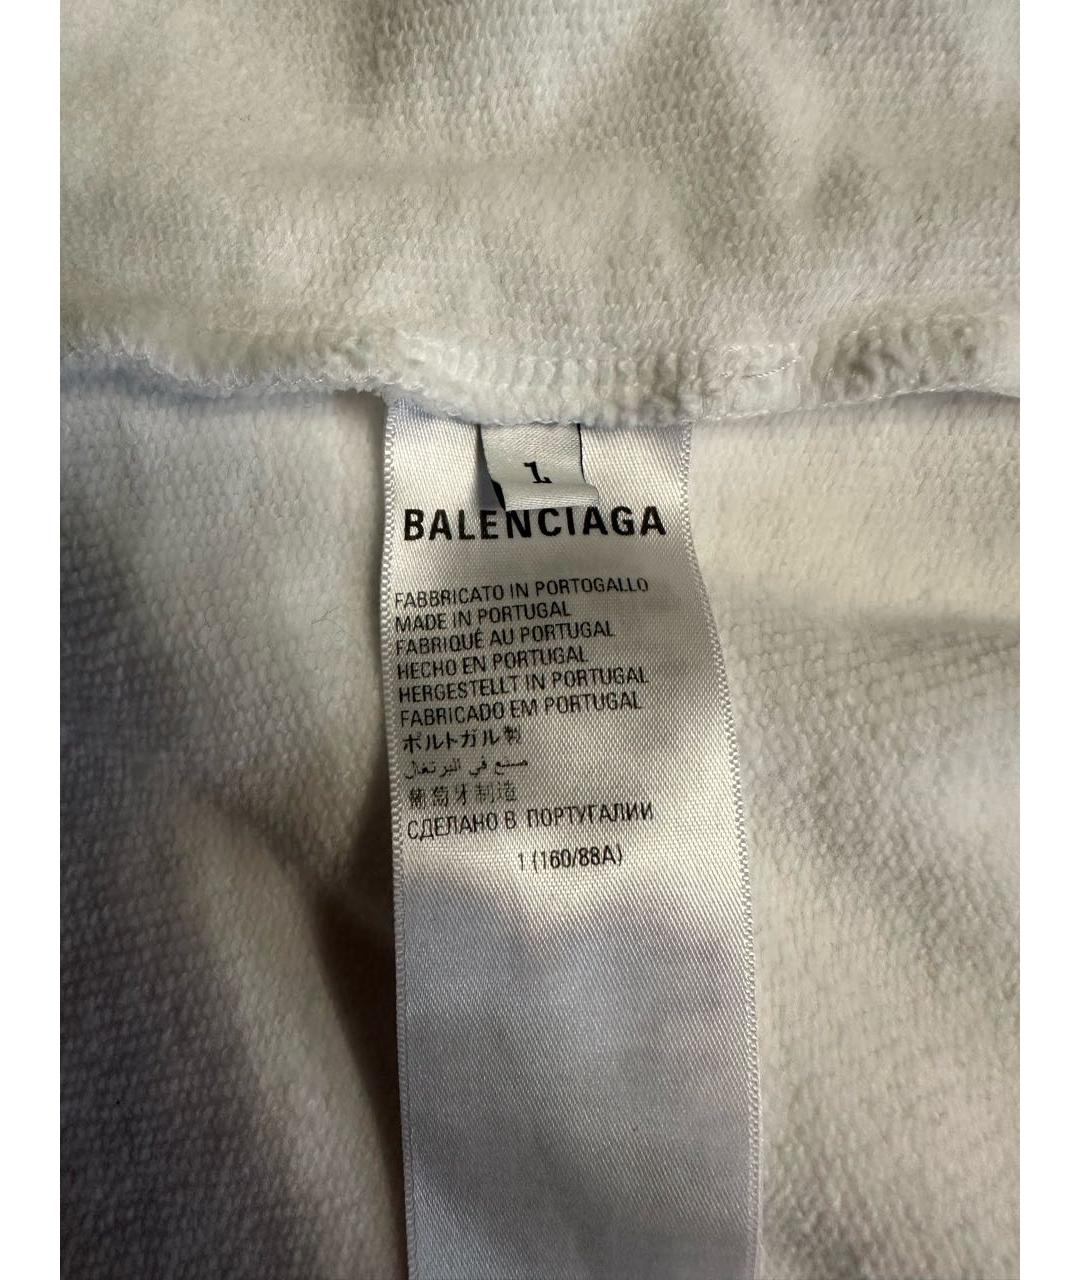 1
BALENCIAGA
FABBRICATO IN PORTOGALLO
MADE IN PORTUGAL
FABRIQUÉ AU PORTUGAL
HECHO EN PORTUGAL
HERGESTELLT IN PORTUGAL
FABRICADO EM PORTUGAL
ポルトガル製
صنع في البرتغال
葡萄牙制造
СДЕЛАНО В ПОРТУГАЛИИ
1 (160/88A)